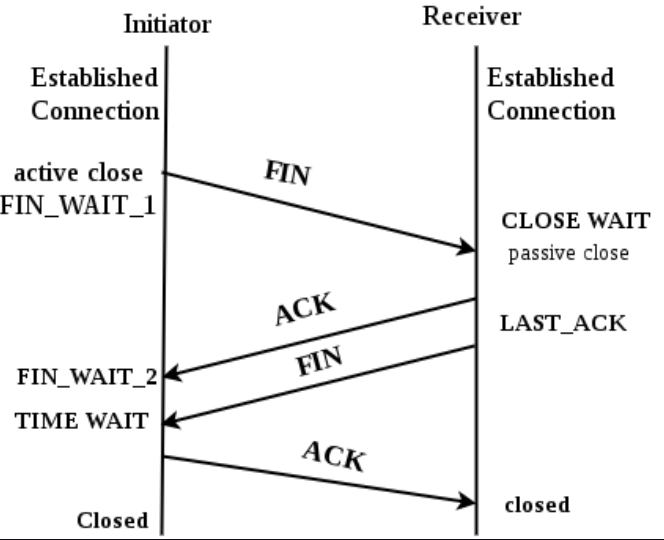 Initiator
Receiver
Established
Connection
Established
Connection
active close
FIN_WAIT_1
FIN
CLOSE WAIT
passive close
ACK
LAST_ACK
FIN
FIN_WAIT_2
TIME WAIT
ACK
Closed
closed